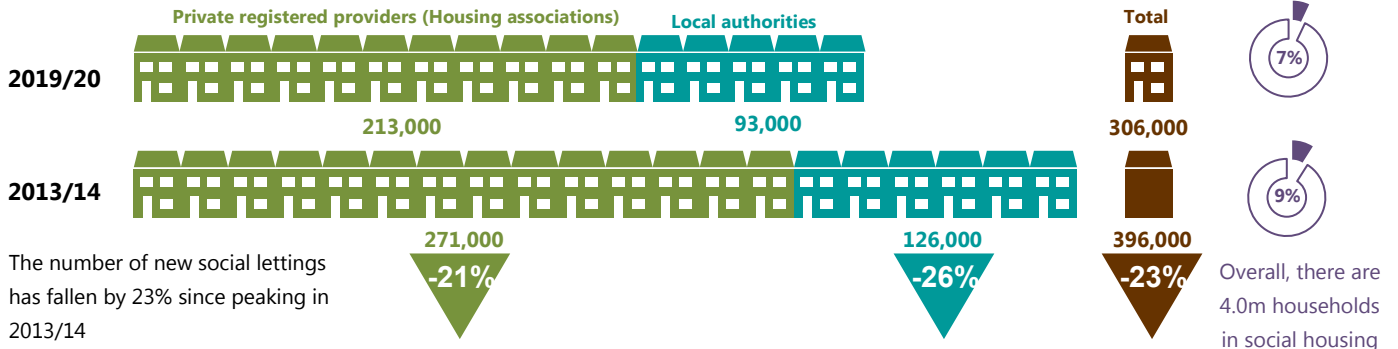 Private registered providers (Housing associations)
Local authorities
Total
2019/20
7%
213,000
93,000
306,000
2013/14
9%
271,000
126,000
396,000
-21%
-26%
-23%
The number of new social lettings
has fallen by 23% since peaking in
2013/14
Overall, there are
4.0m households
in social housing